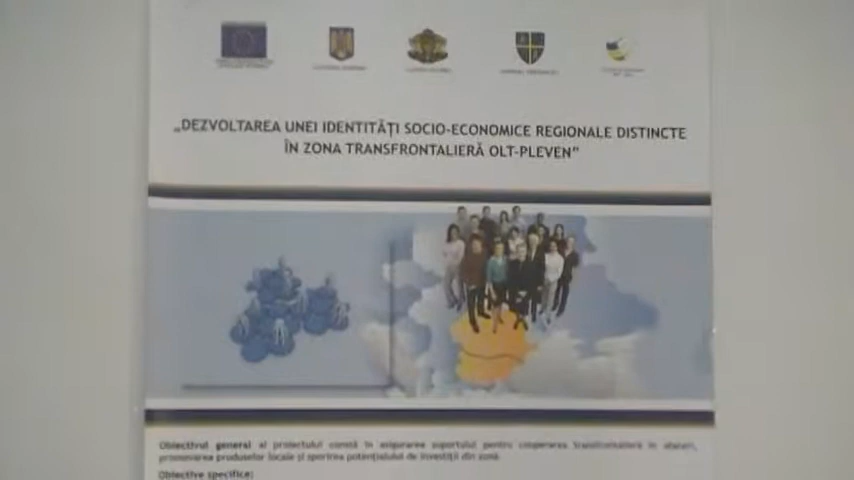 „DEZVOLTAREA UNEI IDENTITĂȚI SOCIO-ECONOMICE REGIONALE DISTINCTE
ÎN ZONA TRANSFRONTALIERĂ OLT-PLEVEN”
Obiectivul general al proiectului constă în asigurarea suportului pentru cooperarea transfrontalieră în afaceri,
promovarea produselor locale și sporirea potențialului de investiții din zonă
Obiective specifice: